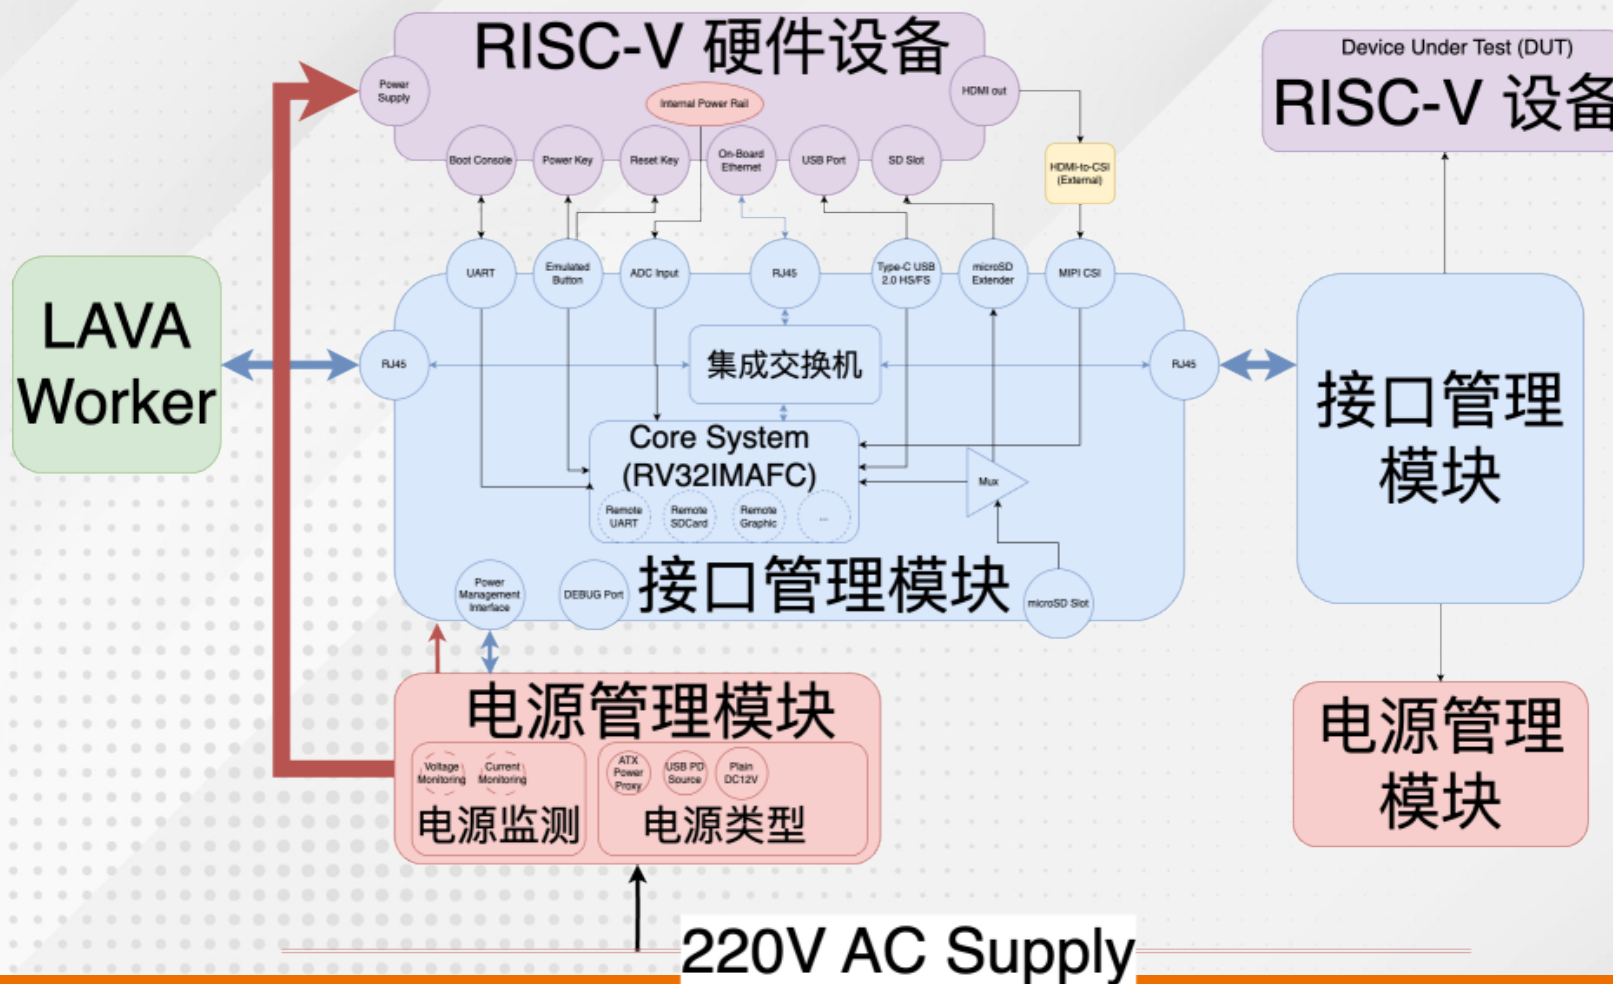 RISC-V 硬件设备
Power
Supply
Internal Power Rail
HDMI out
Boot Console
Power Key
Reset Key
On-Board
Ethernet
USB Port
SD Slot
HDMI-to-CSI
(External)
Device Under Test (DUT)
RISC-V 设备
LAVA
Worker
UART
Emulated
Button
ADC Input
RJ45
Type-C USB
2.0 HS/FS
microSD
Extender
MIPI CSI
RJ45
集成交换机
RJ45
Core System
(RV32IMAFC)
Remote
UART
Remote
SDCard
Remote
Graphic
...
Mux
接口管理模块
Power
Management
Interface
DEBUG Port
microSD Slot
接口管理
模块
电源管理模块
Voltage
Monitoring
Current
Monitoring
电源监测
ATX
Power
Proxy
USB PD
Source
Plain
DC12V
电源类型
电源管理
模块
220V AC Supply